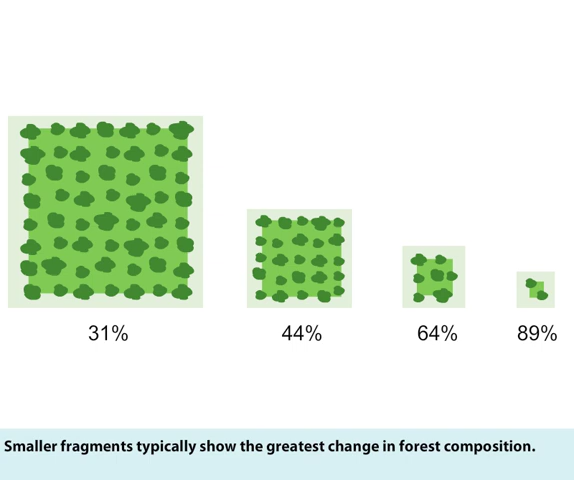 31% 44% 64% 89%
Smaller fragments typically show the greatest change in forest composition.